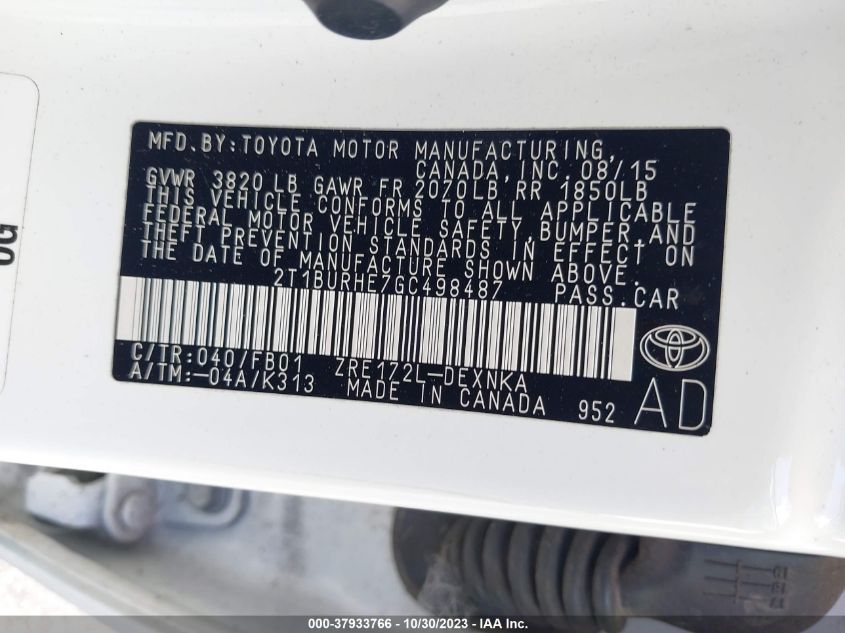 MFD.BY:TOYOTA MOTOR MANUFACTURING,
CANADA, INC. 08/15
GVWR 3820 LB GAWR FR 2070LB, RR 1850LB
THIS VEHICLE CONFORMS TO ALL APPLICABLE
FEDERAL MOTOR VEHICLE SAFETY, BUMPER, AND
THEFT PREVENTION STANDARDS IN EFFECT ON
THE DATE OF MANUFACTURE SHOWN ABOVE.
2T1BURHE7GC498487 PASS.CAR
C/TR:040/FB01 ZRE172L-DEXNKA
A/TM:-04A/K313 MADE IN CANADA 952
AD
000-37933766 - 10/30/2023 - IAA Inc.